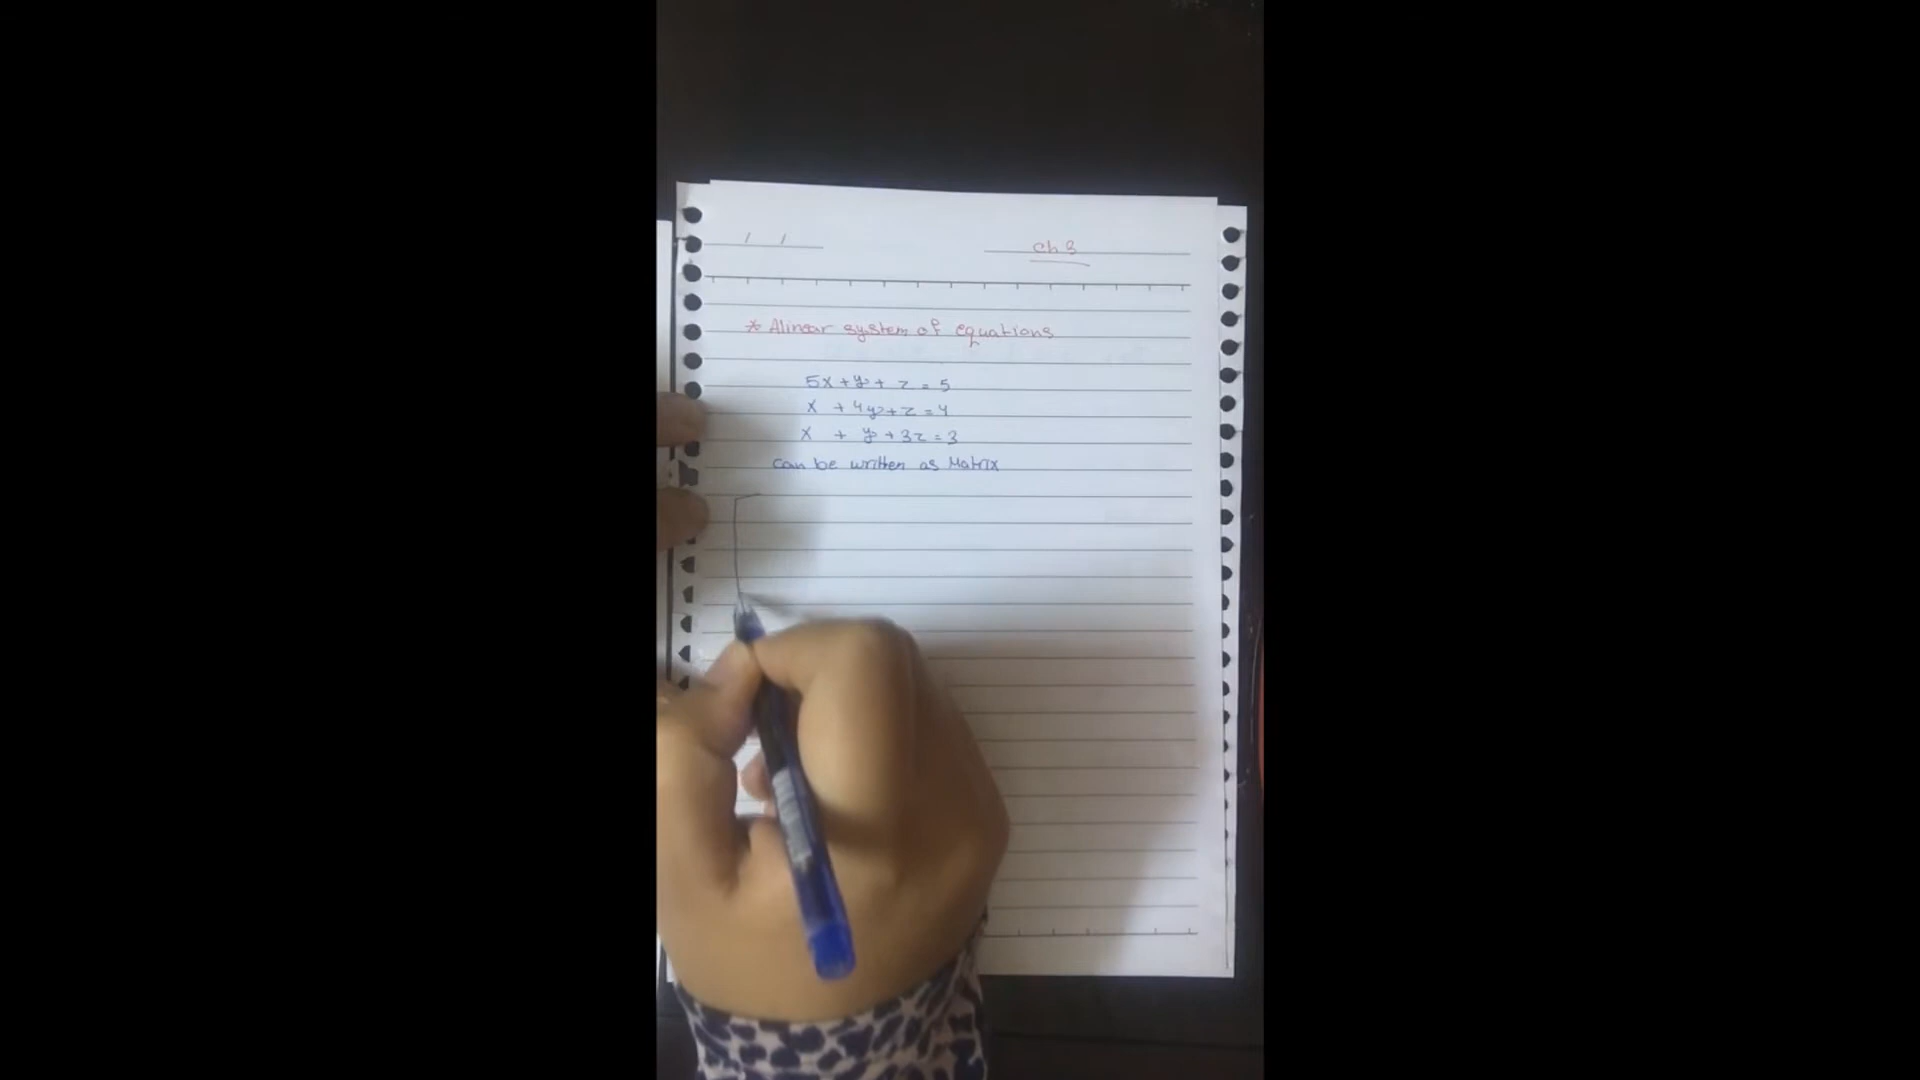 / /
Ch 3
* A linear system of equations
5x + y + z = 5
x + 4y + z = 4
x + y + 3z = 3
can be written as Matrix